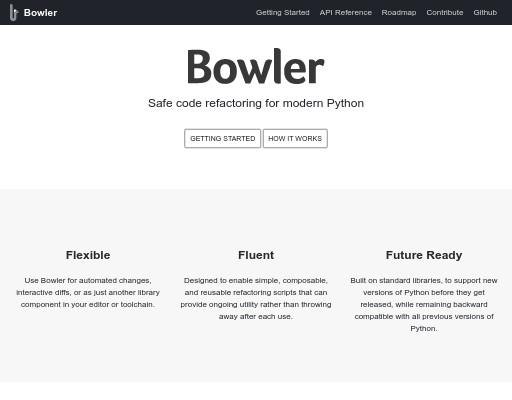 Bowler
Getting Started API Reference Roadmap Contribute Github
Bowler
Safe code refactoring for modern Python
GETTING STARTED HOW IT WORKS
Flexible
Use Bowler for automated changes,
interactive diffs, or as just another library
component in your editor or toolchain.
Fluent
Designed to enable simple, composable,
and reusable refactoring scripts that can
provide ongoing utility rather than throwing
away after each use.
Future Ready
Built on standard libraries, to support new
versions of Python before they get
released, while remaining backward
compatible with all previous versions of
Python.